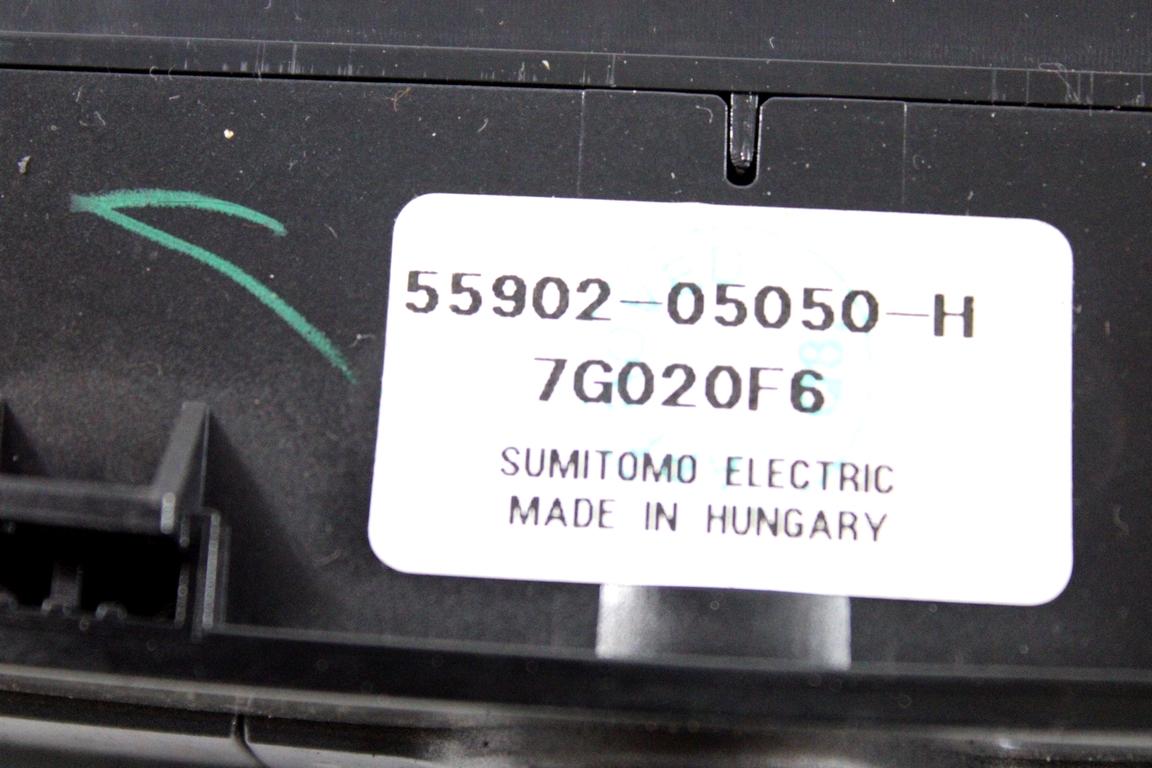 55902-05050-H
7G020F6
SUMITOMO ELECTRIC
MADE IN HUNGARY